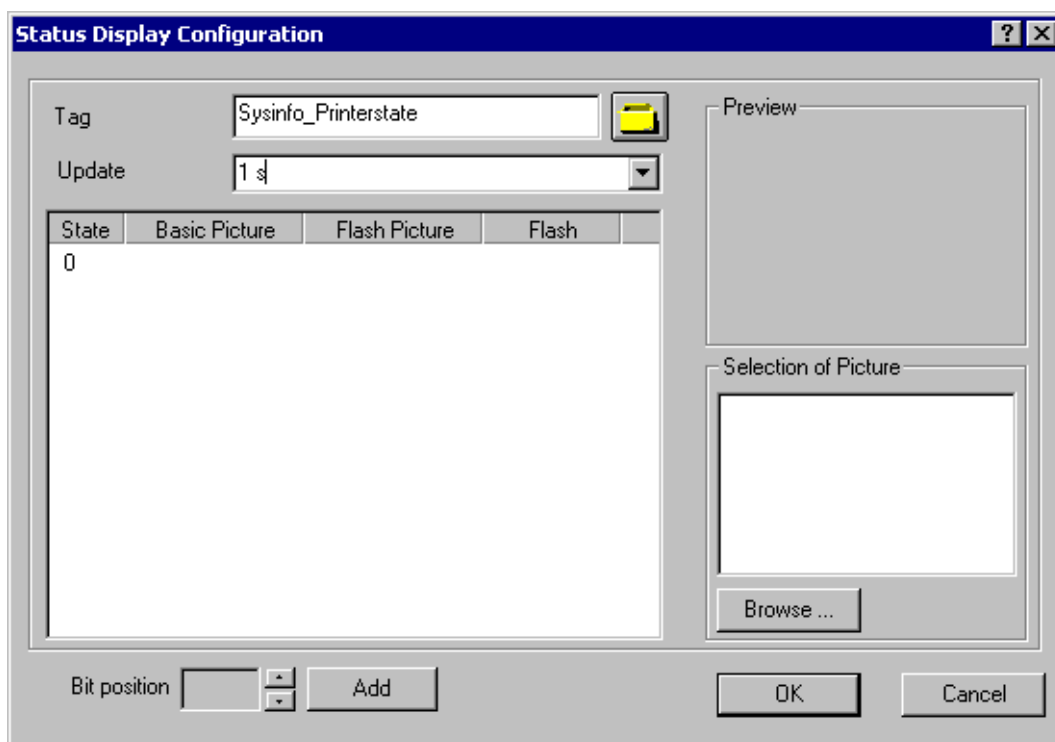 Status Display Configuration
Tag
Sysinfo_Printerstate
Update
1 s
State Basic Picture Flash Picture Flash
0
Preview
Selection of Picture
Browse ...
Bit position
Add
OK
Cancel